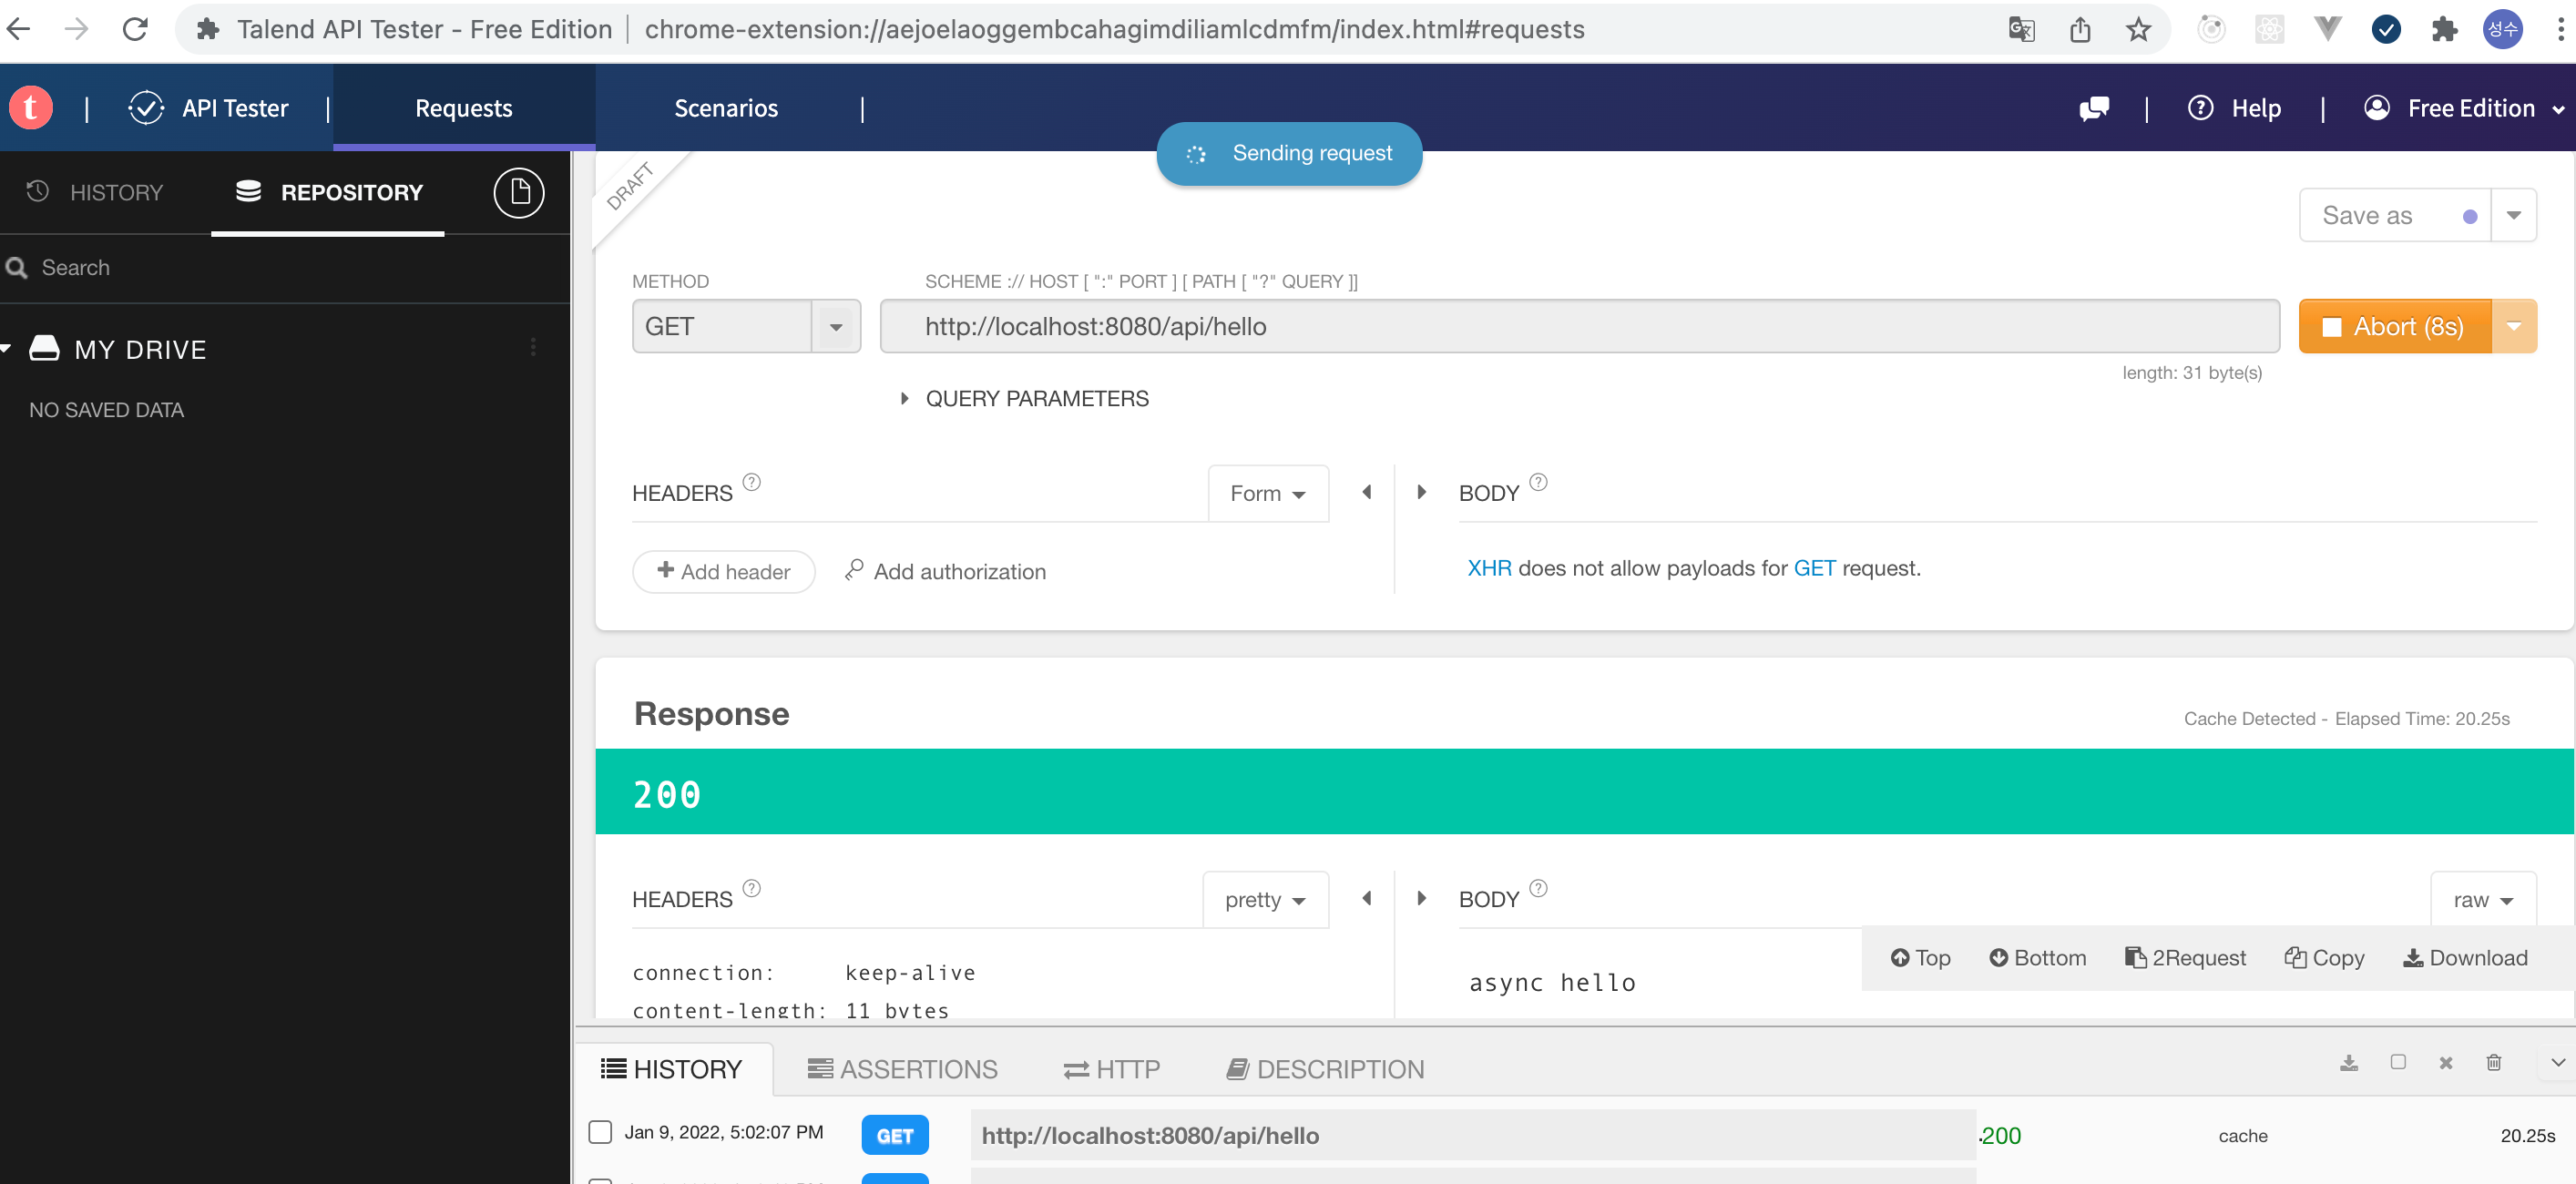 Talend API Tester - Free Edition | chrome-extension://aejoelaoggembcahagimdiliamlcdmfm/index.html#requests
성수
t | API Tester | Requests Scenarios | | Help | Free Edition
Sending request
HISTORY REPOSITORY
Search
MY DRIVE
NO SAVED DATA
DRAFT
Save as
METHOD SCHEME :// HOST [ ":" PORT ] [ PATH [ "?" QUERY ]]
GET http://localhost:8080/api/hello Abort (8s)
length: 31 byte(s)
QUERY PARAMETERS
HEADERS ? Form BODY ?
+ Add header Add authorization XHR does not allow payloads for GET request.
Response Cache Detected - Elapsed Time: 20.25s
200
HEADERS ? pretty BODY ? raw
Top Bottom 2Request Copy Download
connection: keep-alive async hello
content-length: 11 bytes
HISTORY ASSERTIONS HTTP DESCRIPTION
Jan 9, 2022, 5:02:07 PM GET http://localhost:8080/api/hello .200 cache 20.25s